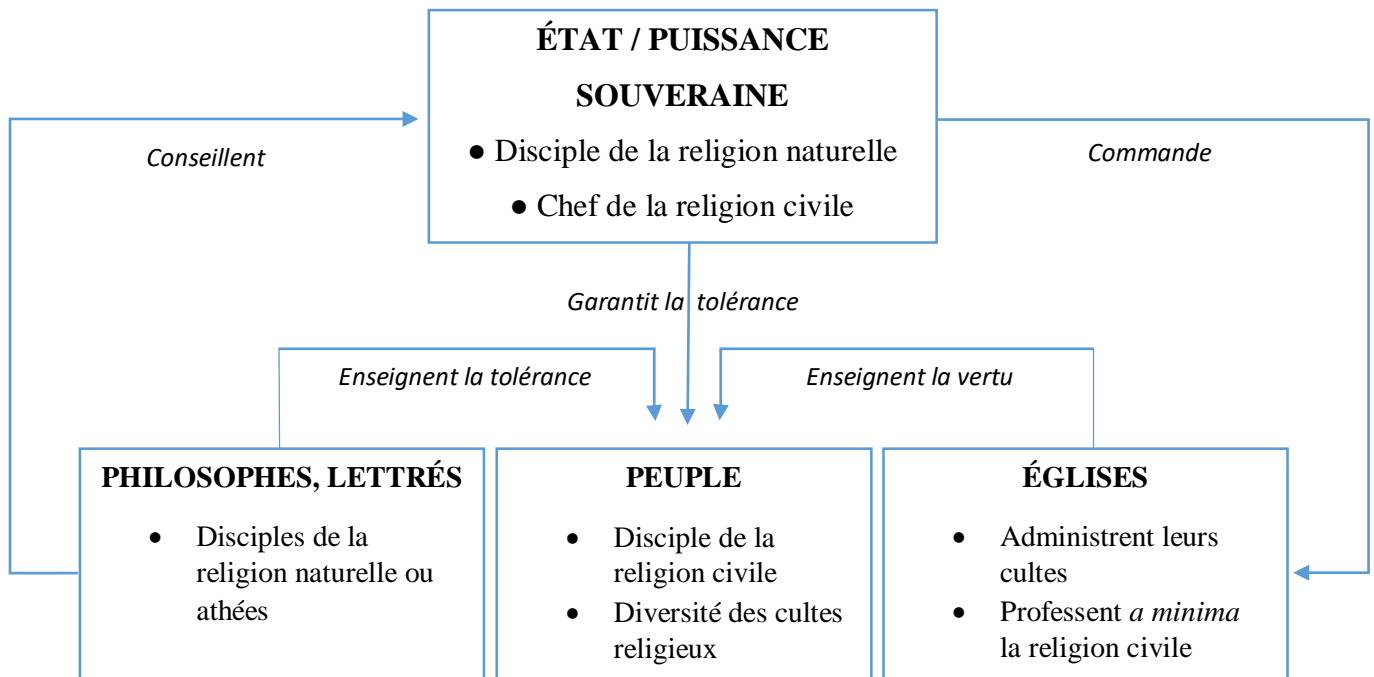 ÉTAT / PUISSANCE
SOUVERAINE
● Disciple de la religion naturelle
● Chef de la religion civile
Conseillent
Commande
Garantit la tolérance
Enseignent la tolérance
Enseignent la vertu
PHILOSOPHES, LETTRÉS
• Disciples de la
religion naturelle ou
athées
PEUPLE
• Disciple de la
religion civile
• Diversité des cultes
religieux
ÉGLISES
• Administrent leurs
cultes
• Professent a minima
la religion civile